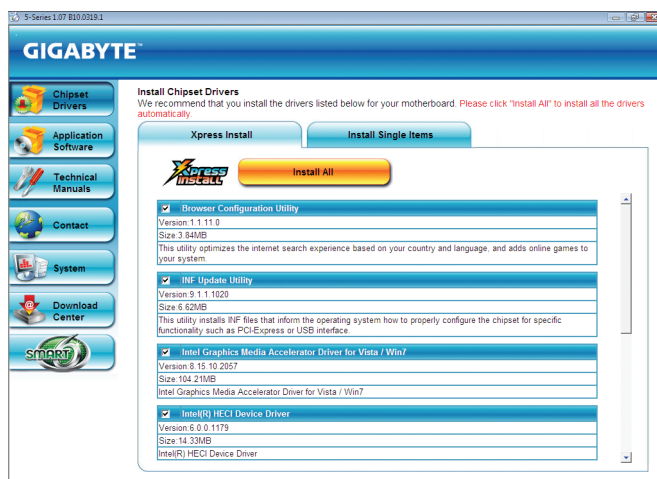 5-Series 1.07 B10.0319.1
GIGABYTE™
Chipset
Drivers
Application
Software
Technical
Manuals
Contact
System
Download
Center
SMART6
Install Chipset Drivers
We recommend that you install the drivers listed below for your motherboard. Please click "Install All" to install all the drivers
automatically.
Xpress Install
Install Single Items
Xpress
Install
Install All
Browser Configuration Utility
Version:1.1.11.0
Size:3.84MB
This utility optimizes the internet search experience based on your country and language, and adds online games to
your system.
INF Update Utility
Version:9.1.1.1020
Size:6.62MB
This utility installs INF files that inform the operating system how to properly configure the chipset for specific
functionality such as PCI-Express or USB interface.
Intel Graphics Media Accelerator Driver for Vista / Win7
Version:8.15.10.2057
Size:104.21MB
Intel Graphics Media Accelerator Driver for Vista / Win7
Intel(R) HECI Device Driver
Version:6.0.0.1179
Size:14.33MB
Intel(R) HECI Device Driver